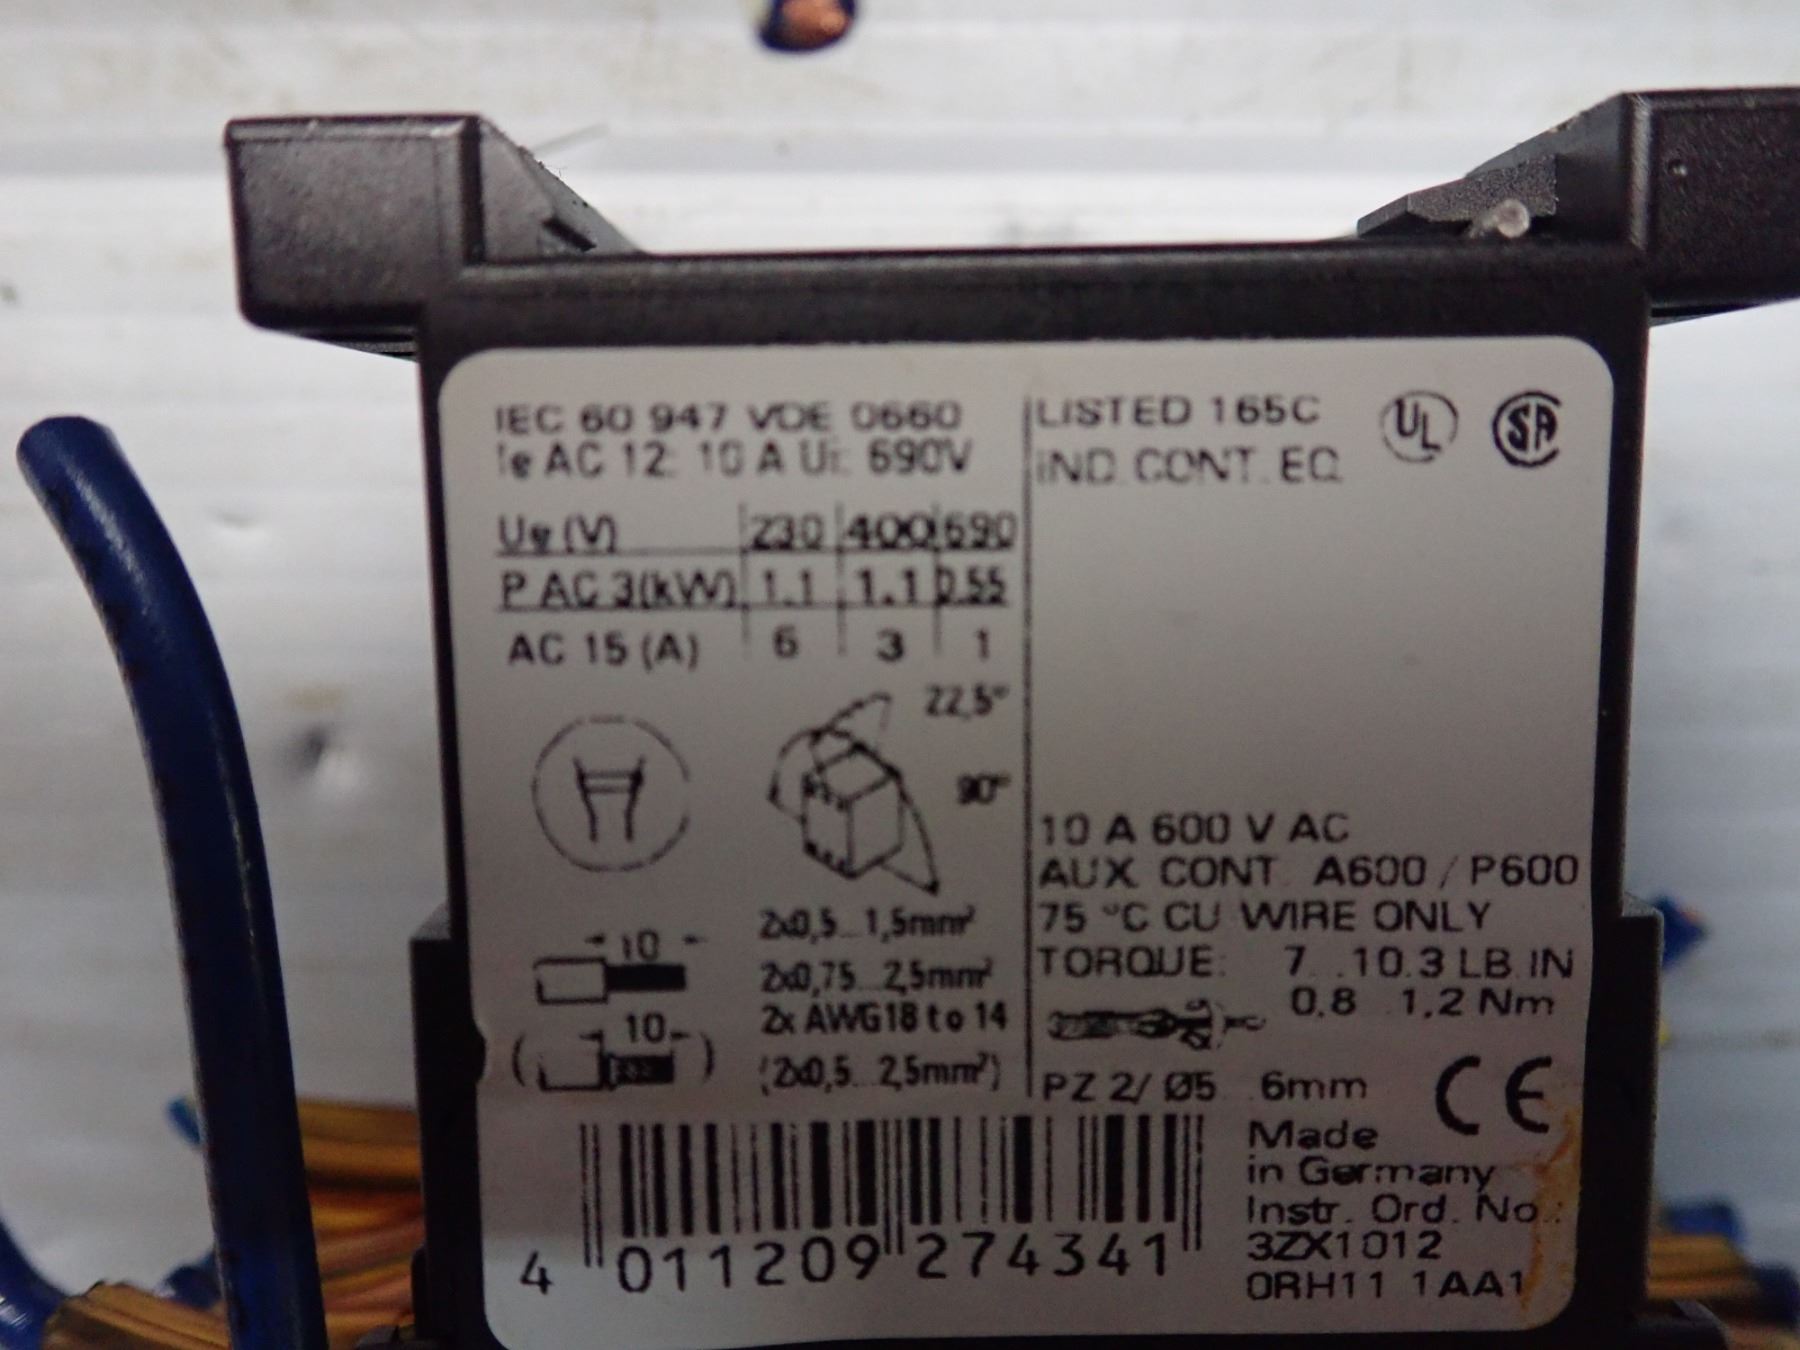 IEC 60 947 VDE 0660
Ie AC 12: 10 A Ui: 690V
Ue (V) 230 400 690
P AC 3(kW) 1.1 1.1 0.55
AC 15 (A) 6 3 1
22,5°
90°
10
2x0,5...1,5mm²
2x0,75...2,5mm²
2x AWG18 to 14
(10)
(2x0,5...2,5mm²)
LISTED 165C
IND. CONT. EQ.
UL
SA
10 A 600 V AC
AUX. CONT. A600 / P600
75 °C CU WIRE ONLY
TORQUE: 7...10.3 LB.IN
0.8...1,2 Nm
PZ 2/ Ø5...6mm
CE
Made
in Germany
Instr. Ord. No.:
3ZX1012
0RH11 1AA1
4 011209 274341